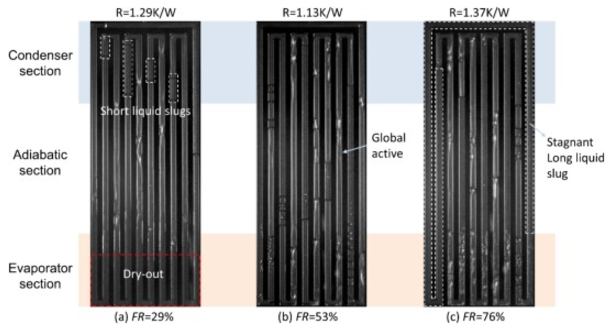 R=1.29K/W
R=1.13K/W
R=1.37K/W
Condenser
section
Short liquid slugs
Adiabatic
section
Global
active
Stagnant
Long liquid
slug
Evaporator
section
Dry-out
(a) FR=29%
(b) FR=53%
(c) FR=76%